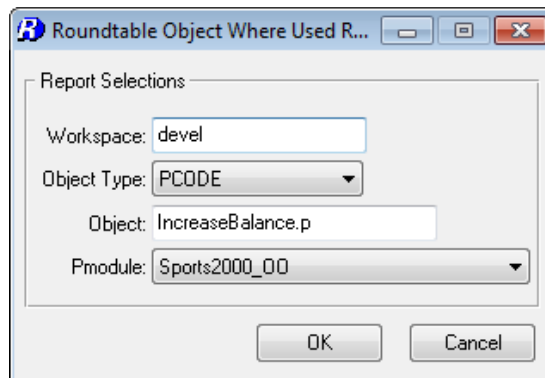 Roundtable Object Where Used R...
Report Selections
Workspace: devel
Object Type: PCODE
Object: IncreaseBalance.p
Pmodule: Sports2000_OO
OK Cancel